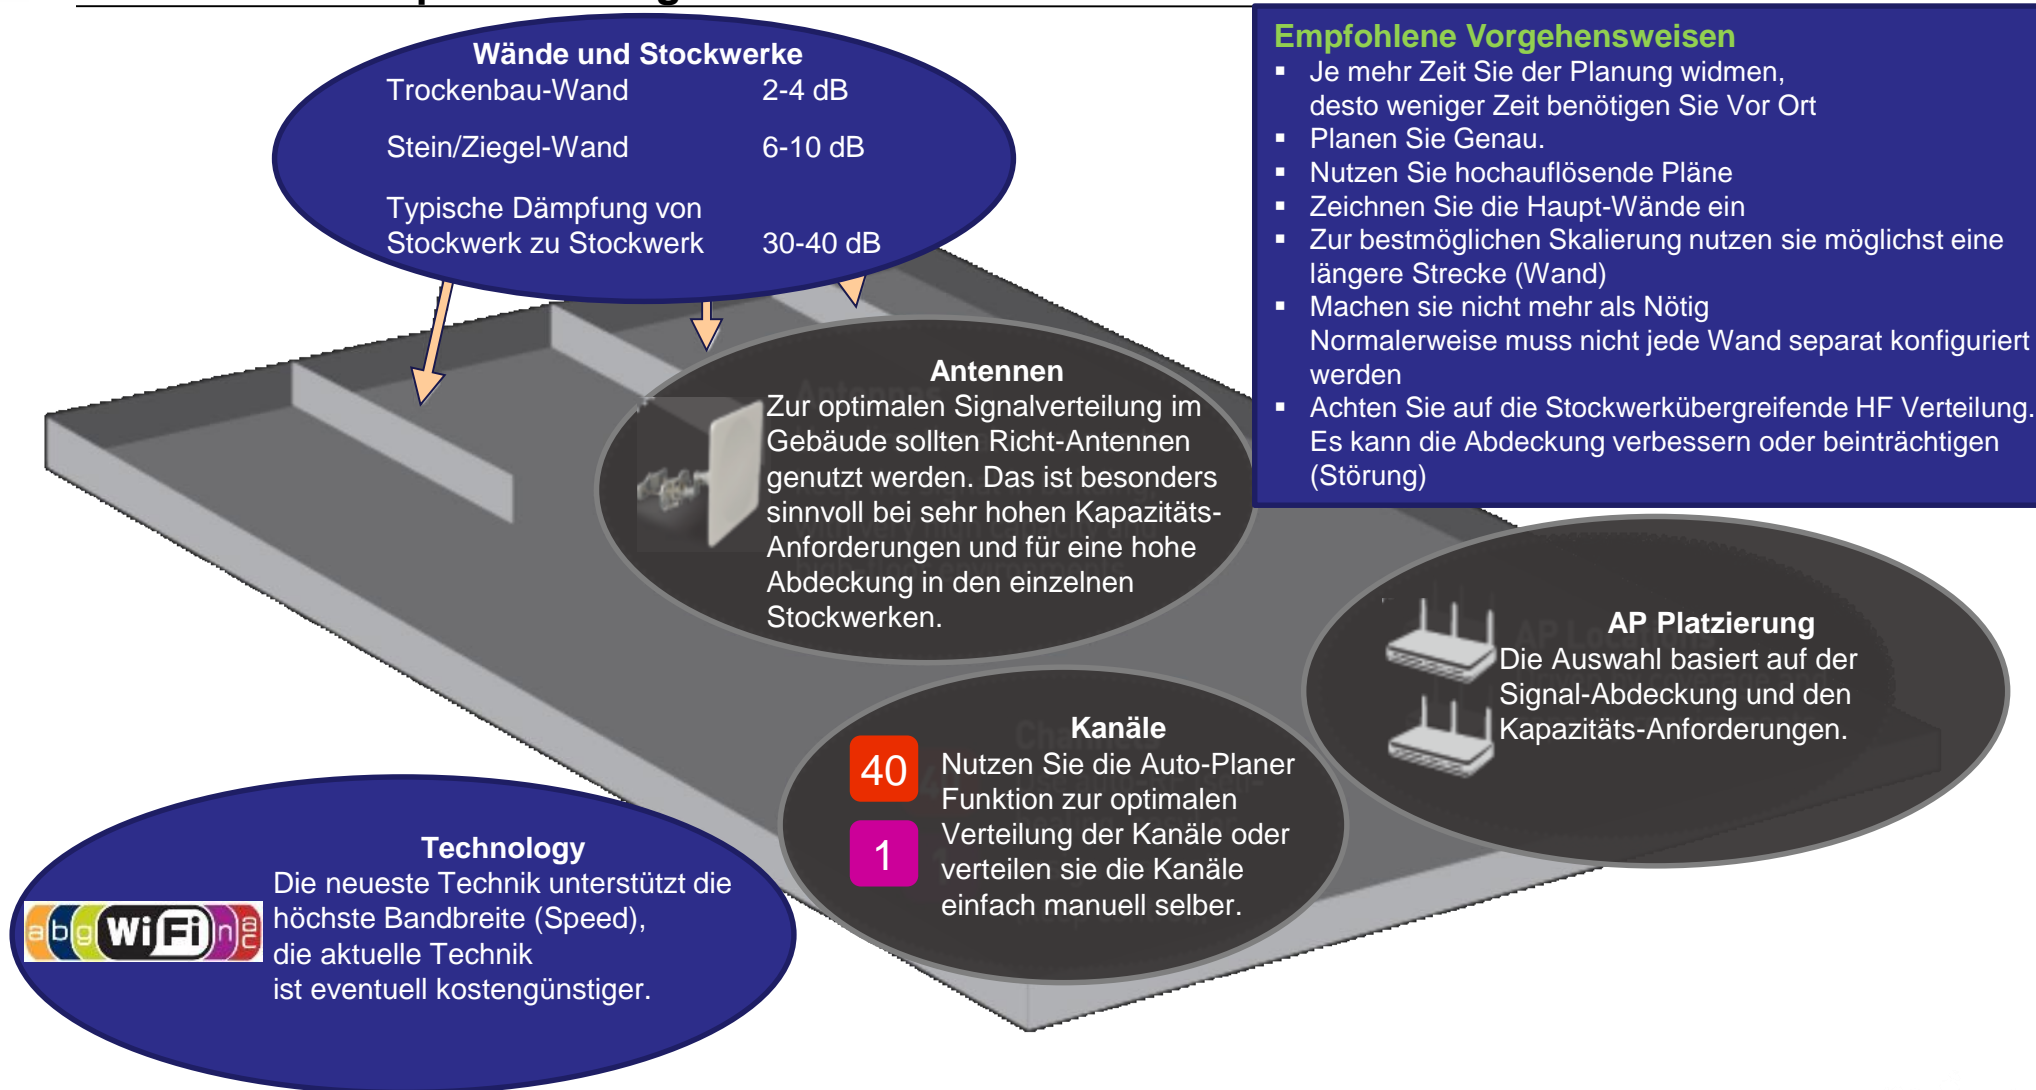 Wände und Stockwerke
Trockenbau-Wand 2-4 dB
Stein/Ziegel-Wand 6-10 dB
Typische Dämpfung von
Stockwerk zu Stockwerk 30-40 dB
Empfohlene Vorgehensweisen
▪ Je mehr Zeit Sie der Planung widmen,
desto weniger Zeit benötigen Sie Vor Ort
▪ Planen Sie Genau.
▪ Nutzen Sie hochauflösende Pläne
▪ Zeichnen Sie die Haupt-Wände ein
▪ Zur bestmöglichen Skalierung nutzen sie möglichst eine
längere Strecke (Wand)
▪ Machen sie nicht mehr als Nötig
Normalerweise muss nicht jede Wand separat konfiguriert
werden
▪ Achten Sie auf die Stockwerkübergreifende HF Verteilung.
Es kann die Abdeckung verbessern oder beinträchtigen
(Störung)
Antennen
Zur optimalen Signalverteilung im
Gebäude sollten Richt-Antennen
genutzt werden. Das ist besonders
sinnvoll bei sehr hohen Kapazitäts-
Anforderungen und für eine hohe
Abdeckung in den einzelnen
Stockwerken.
AP Platzierung
Die Auswahl basiert auf der
Signal-Abdeckung und den
Kapazitäts-Anforderungen.
Kanäle
40
1
Nutzen Sie die Auto-Planer
Funktion zur optimalen
Verteilung der Kanäle oder
verteilen sie die Kanäle
einfach manuell selber.
Technology
Die neueste Technik unterstützt die
höchste Bandbreite (Speed),
die aktuelle Technik
ist eventuell kostengünstiger.
a b g WiFi n ac